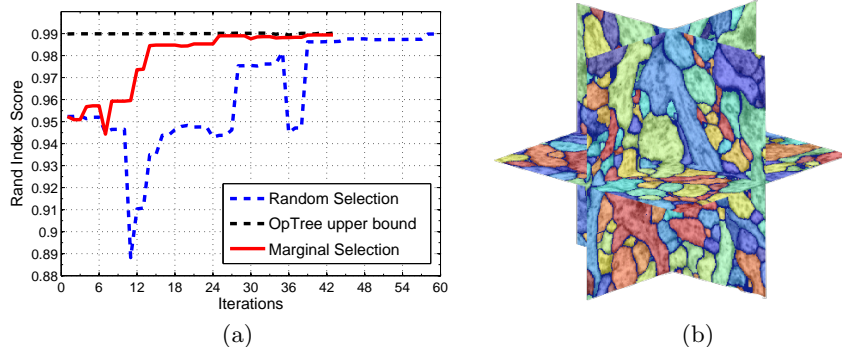 0.99
0.98
0.97
0.96
0.95
0.94
0.93
0.92
0.91
0.9
0.89
0.88
Rand Index Score
Random Selection
OpTree upper bound
Marginal Selection
0 6 12 18 24 30 36 42 48 54 60
Iterations
(a)
(b)